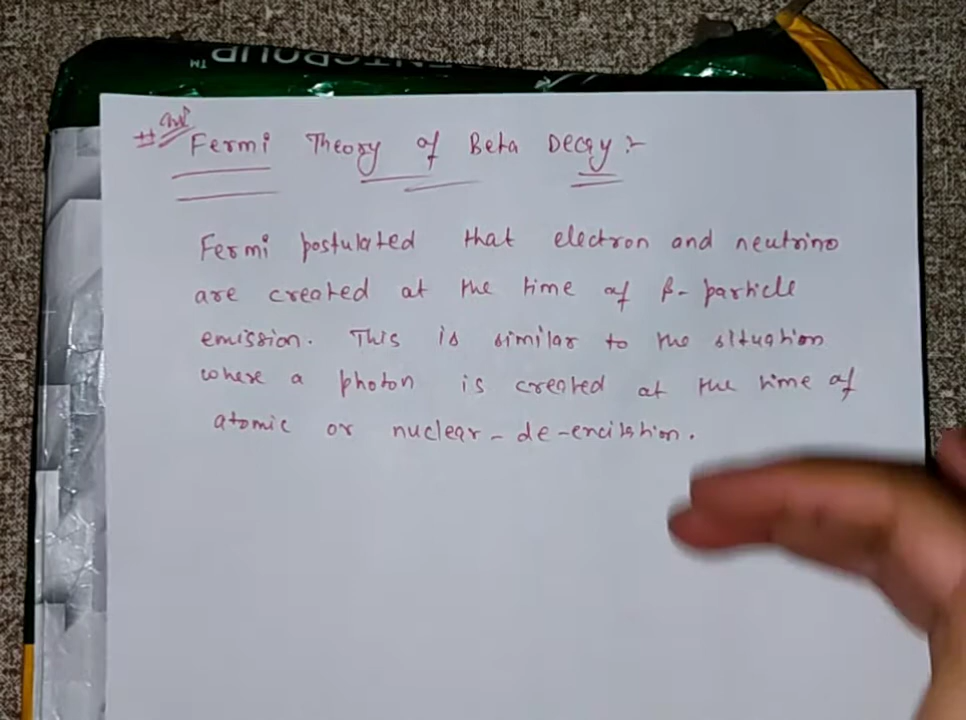 # Fermi Theory of Beta Decay :-
Fermi postulated that electron and neutrino
are created at the time of β- particle
emission. This is similar to the situation
where a photon is created at the time of
atomic or nuclear - de-encitation.